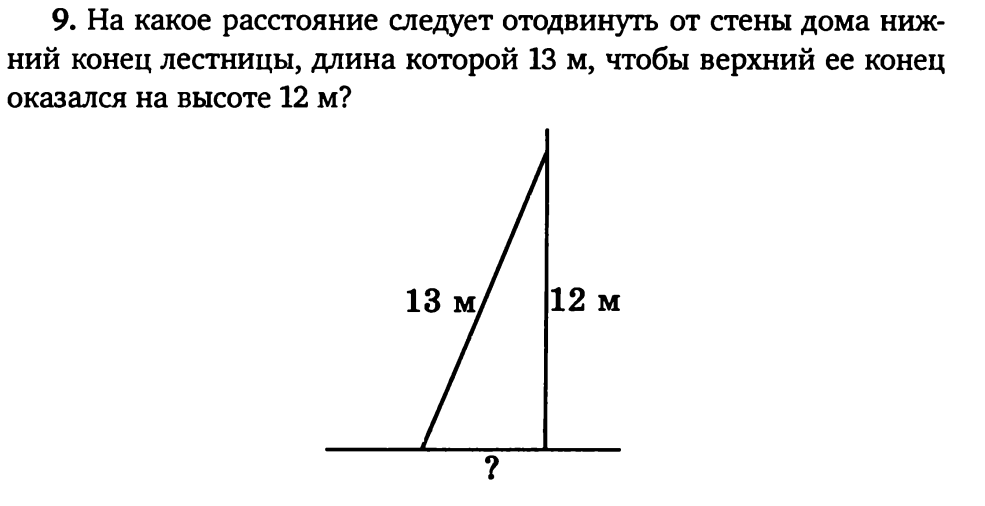 9. На какое расстояние следует отодвинуть от стены дома ниж-
ний конец лестницы, длина которой 13 м, чтобы верхний ее конец
оказался на высоте 12 м?
13 м
12 м
?